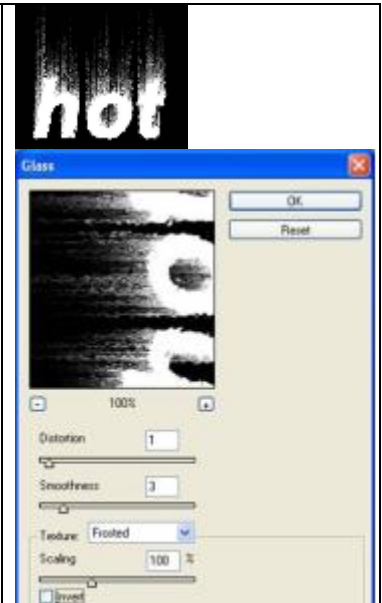 hot
Glass
OK
Reset
100%
Distortion 1
Smoothness 3
Texture: Frosted
Scaling 100 %
Invert